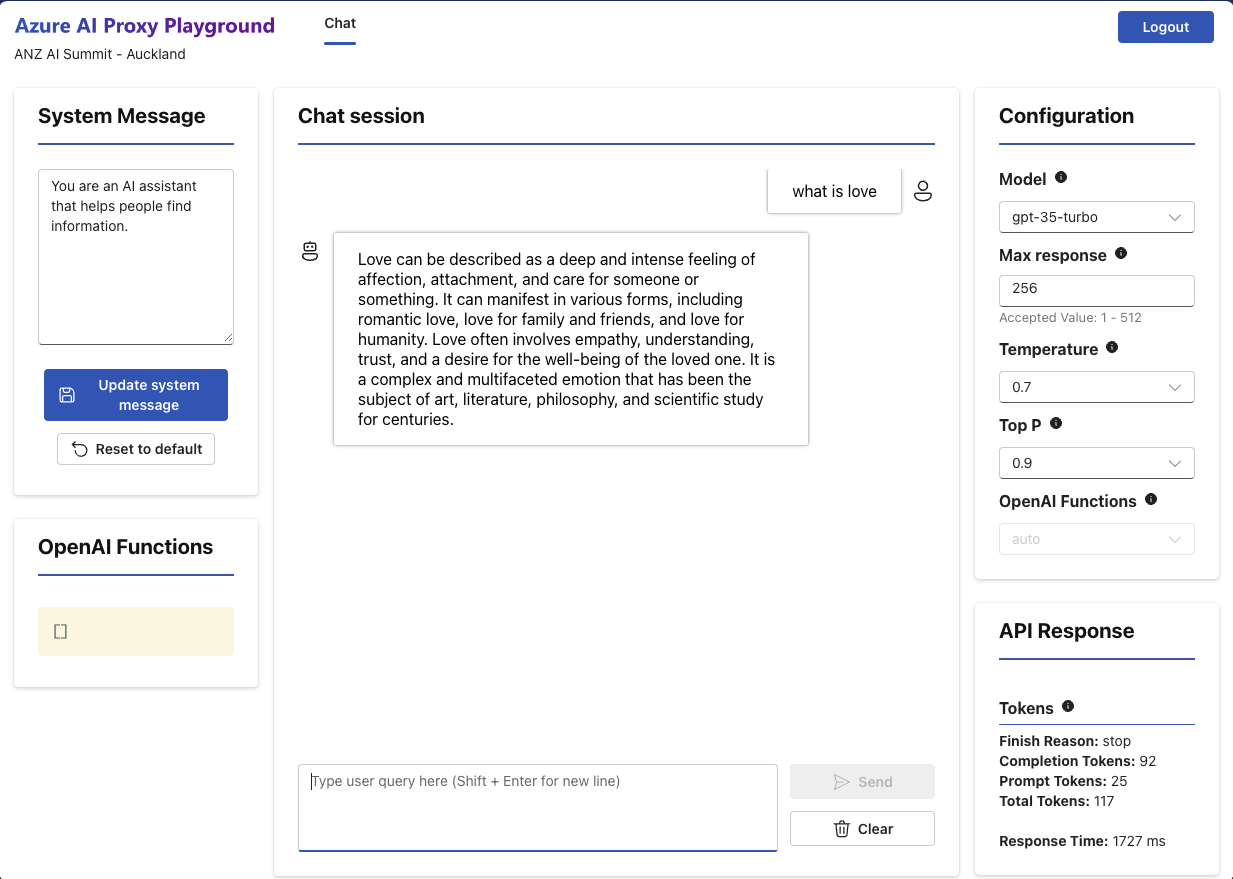 Azure AI Proxy Playground
ANZ AI Summit - Auckland
Chat
Logout
System Message
You are an AI assistant
that helps people find
information.
Update system
message
Reset to default
OpenAI Functions
[]
Chat session
what is love
Love can be described as a deep and intense feeling of
affection, attachment, and care for someone or
something. It can manifest in various forms, including
romantic love, love for family and friends, and love for
humanity. Love often involves empathy, understanding,
trust, and a desire for the well-being of the loved one. It is
a complex and multifaceted emotion that has been the
subject of art, literature, philosophy, and scientific study
for centuries.
Type user query here (Shift + Enter for new line)
Send
Clear
Configuration
Model
gpt-35-turbo
Max response
256
Accepted Value: 1 - 512
Temperature
0.7
Top P
0.9
OpenAI Functions
auto
API Response
Tokens
Finish Reason: stop
Completion Tokens: 92
Prompt Tokens: 25
Total Tokens: 117
Response Time: 1727 ms